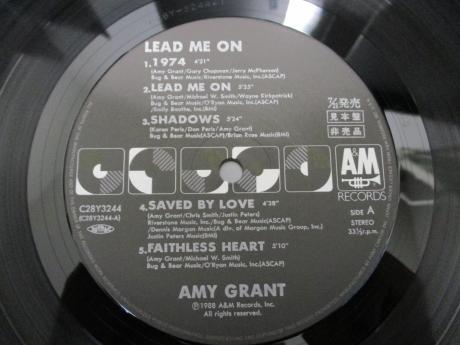 LEAD ME ON
1. 1974 4'21"
(Amy Grant/Gary Chapman/Jerry McPherson)
Bug & Bear Music/Riverstone Music, Inc.(ASCAP)
2. LEAD ME ON 5'35"
(Amy Grant/Michael W. Smith/Wayne Kirkpatrick)
Bug & Bear Music/O'Ryan Music, Inc.(ASCAP)
/Emily Boothe, Inc.(BMI)
3. SHADOWS 5'24"
(Karen Peris/Don Peris/Amy Grant)
Bug & Bear Music(ASCAP)/Brian Rose Music(BMI)
発売
見本盤
非売品
A&M
RECORDS
C28Y3244
(C28Y3244-A)
SIDE A
STEREO
33⅓r.p.m.
4. SAVED BY LOVE 4'38"
(Amy Grant/Chris Smith/Justin Peters)
Riverstone Music, Inc./Bug & Bear Music(ASCAP)
/Dennis Morgan Music(A div. of Morgan Music Group, Inc.)
Justin Peters Music(BMI)
5. FAITHLESS HEART 5'10"
(Amy Grant/Michael W. Smith)
Bug & Bear Music/O'Ryan Music, Inc.(ASCAP)
AMY GRANT
Ⓟ1988 A&M Records, Inc.
All rights reserved.